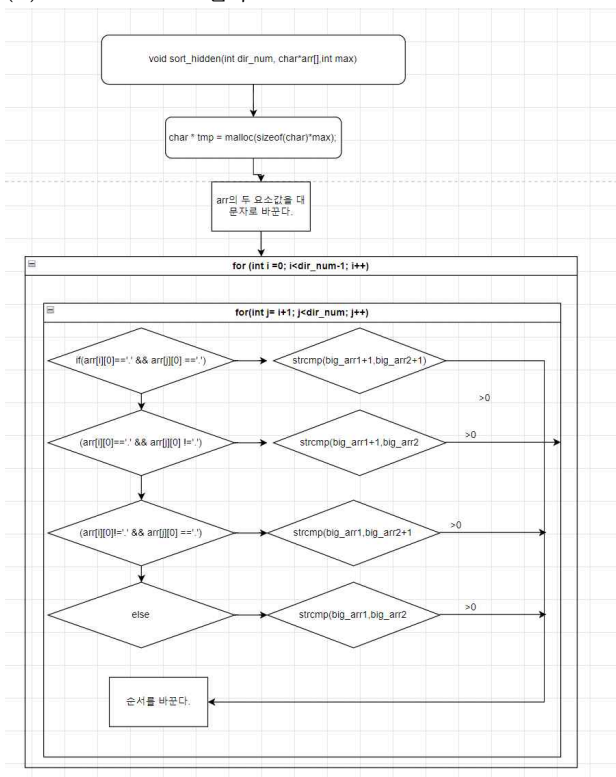 void sort_hidden(int dir_num, char*arr[],int max)
char * tmp = malloc(sizeof(char)*max);
arr의 두 요소값을 대
문자로 바꾼다.
for (int i =0; i<dir_num-1; i++)
for(int j= i+1; j<dir_num; j++)
if(arr[i][0]=='.' && arr[j][0] =='.')
strcmp(big_arr1+1,big_arr2+1)
>0
(arr[i][0]=='.' && arr[j][0] !='.')
strcmp(big_arr1+1,big_arr2
>0
(arr[i][0]!='.' && arr[j][0] =='.')
strcmp(big_arr1,big_arr2+1
>0
else
strcmp(big_arr1,big_arr2
>0
순서를 바꾼다.